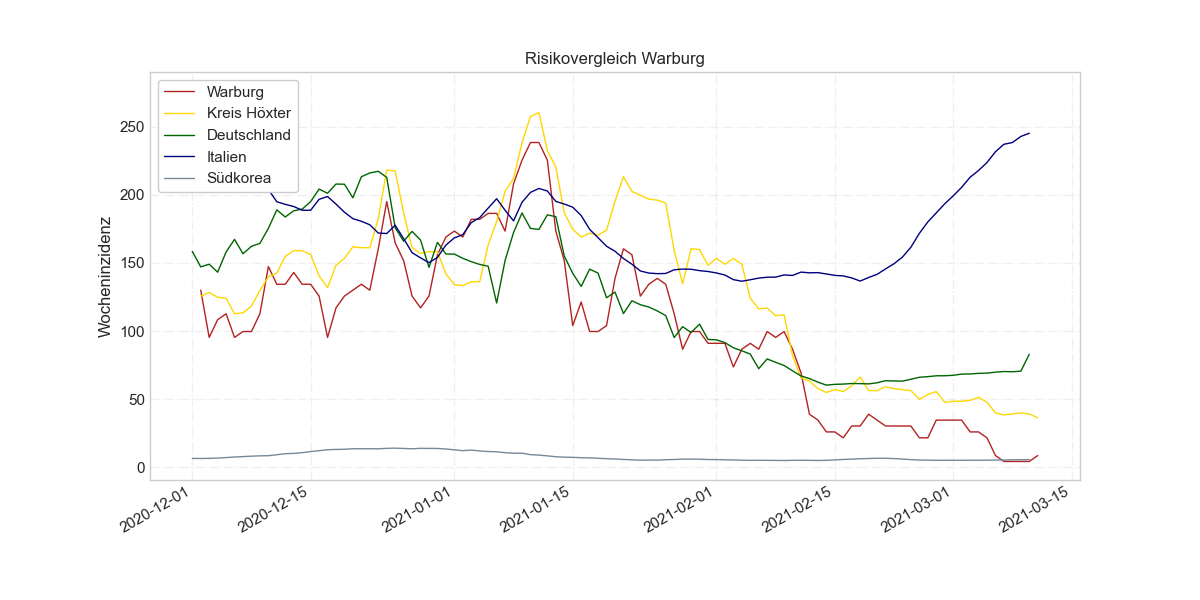 Risikovergleich Warburg
Warburg
Kreis Höxter
Deutschland
Italien
Südkorea
Wocheninzidenz
250
200
150
100
50
0
2020-12-01
2020-12-15
2021-01-01
2021-01-15
2021-02-01
2021-02-15
2021-03-01
2021-03-15